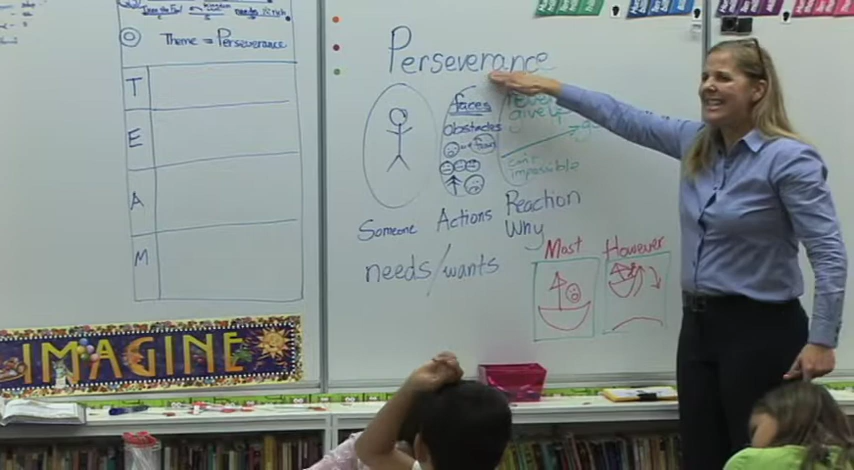 Theme = Perseverance
T
E
A
M
IMAGINE
Perseverance
faces
obstacles
never
give up
can't
impossible
Someone
Actions
Reaction
Why
needs/wants
Most
However